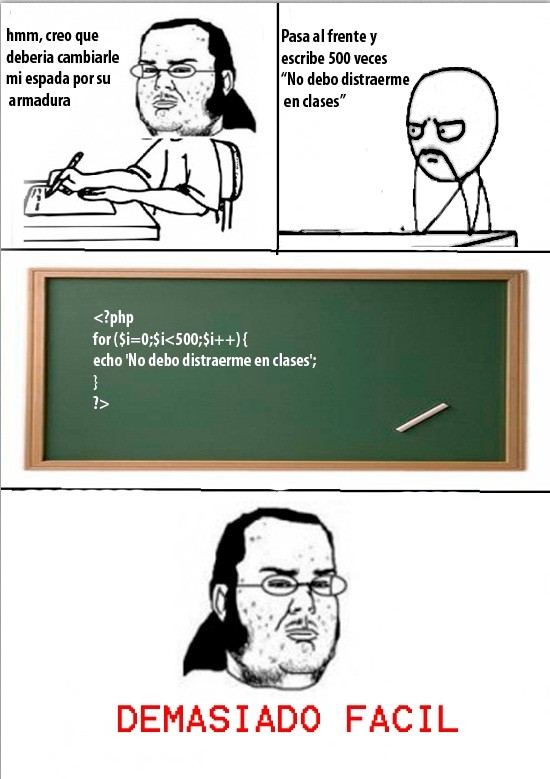 hmm, creo que
deberia cambiarle
mi espada por su
armadura
Pasa al frente y
escribe 500 veces
“No debo distraerme
en clases”
<?php
for ($i=0;$i<500;$i++) {
echo 'No debo distraerme en clases';
}
?>
DEMASIADO FACIL